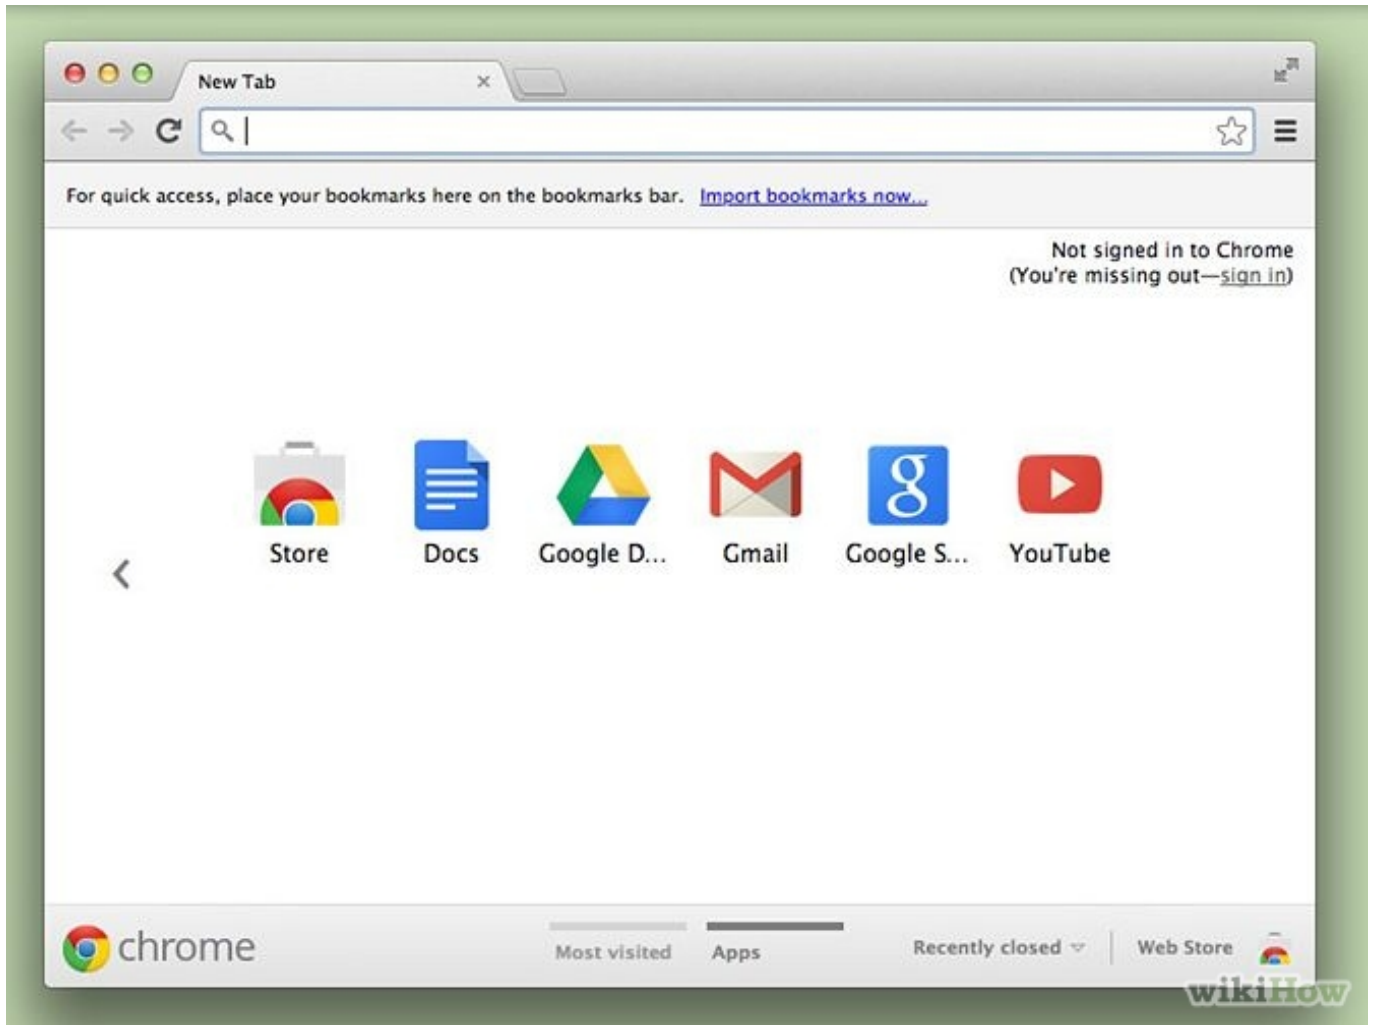 New Tab
For quick access, place your bookmarks here on the bookmarks bar. Import bookmarks now...
Not signed in to Chrome
(You're missing out—sign in)
Store
Docs
Google D...
Gmail
Google S...
YouTube
chrome
Most visited
Apps
Recently closed
Web Store
wikiHow